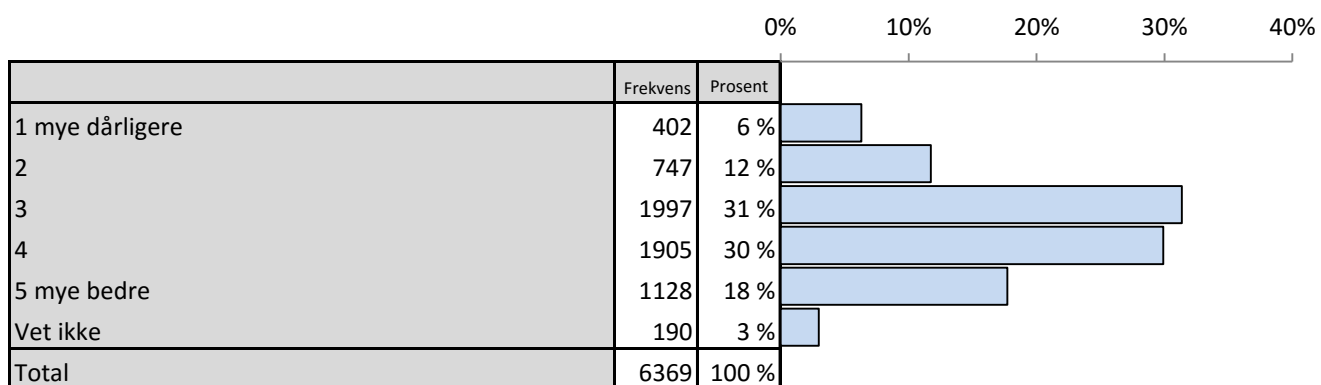 0% 10% 20% 30% 40%
Frekvens Prosent
1 mye dårligere 402 6 %
2 747 12 %
3 1997 31 %
4 1905 30 %
5 mye bedre 1128 18 %
Vet ikke 190 3 %
Total 6369 100 %